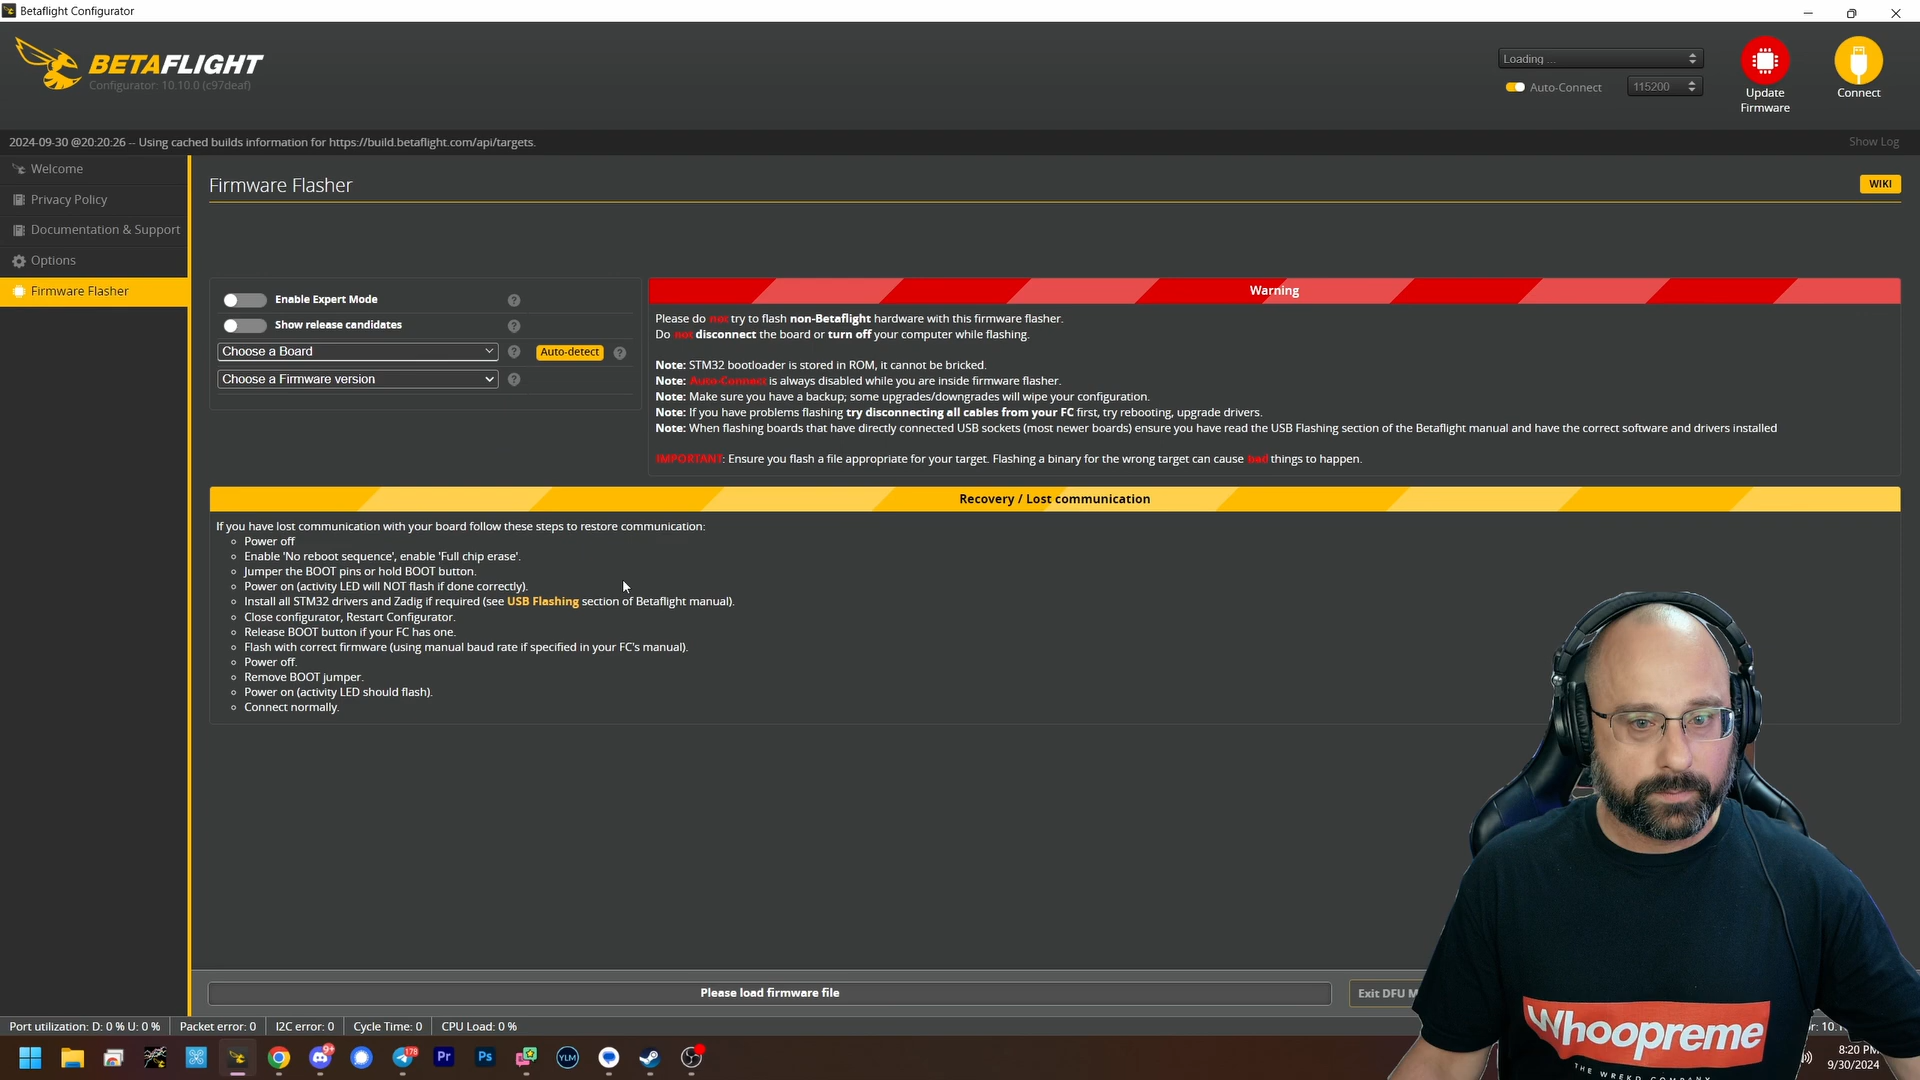 Betaflight Configurator
BETAFLIGHT
Configurator: 10.10.0 (c97deaf)
Loading ...
Auto-Connect
115200
Update
Firmware
Connect
2024-09-30 @20:20:26 -- Using cached builds information for https://build.betaflight.com/api/targets.
Show Log
Welcome
Privacy Policy
Documentation & Support
Options
Firmware Flasher
Firmware Flasher
WIKI
Enable Expert Mode
Show release candidates
Choose a Board
Auto-detect
Choose a Firmware version
Warning
Please do not try to flash non-Betaflight hardware with this firmware flasher.
Do not disconnect the board or turn off your computer while flashing.
Note: STM32 bootloader is stored in ROM, it cannot be bricked.
Note: Auto-Connect is always disabled while you are inside firmware flasher.
Note: Make sure you have a backup; some upgrades/downgrades will wipe your configuration.
Note: If you have problems flashing try disconnecting all cables from your FC first, try rebooting, upgrade drivers.
Note: When flashing boards that have directly connected USB sockets (most newer boards) ensure you have read the USB Flashing section of the Betaflight manual and have the correct software and drivers installed
IMPORTANT: Ensure you flash a file appropriate for your target. Flashing a binary for the wrong target can cause bad things to happen.
Recovery / Lost communication
If you have lost communication with your board follow these steps to restore communication:
Power off
Enable 'No reboot sequence', enable 'Full chip erase'.
Jumper the BOOT pins or hold BOOT button.
Power on (activity LED will NOT flash if done correctly).
Install all STM32 drivers and Zadig if required (see USB Flashing section of Betaflight manual).
Close configurator, Restart Configurator.
Release BOOT button if your FC has one.
Flash with correct firmware (using manual baud rate if specified in your FC's manual).
Power off.
Remove BOOT jumper.
Power on (activity LED should flash).
Connect normally.
Please load firmware file
Exit DFU M
Port utilization: D: 0 % U: 0 %
Packet error: 0
I2C error: 0
Cycle Time: 0
CPU Load: 0 %
r: 10.1
9+
178
Pr
Ps
YLM
8:20 PM
9/30/2024
Whoopreme
THE WREKD COMPANY